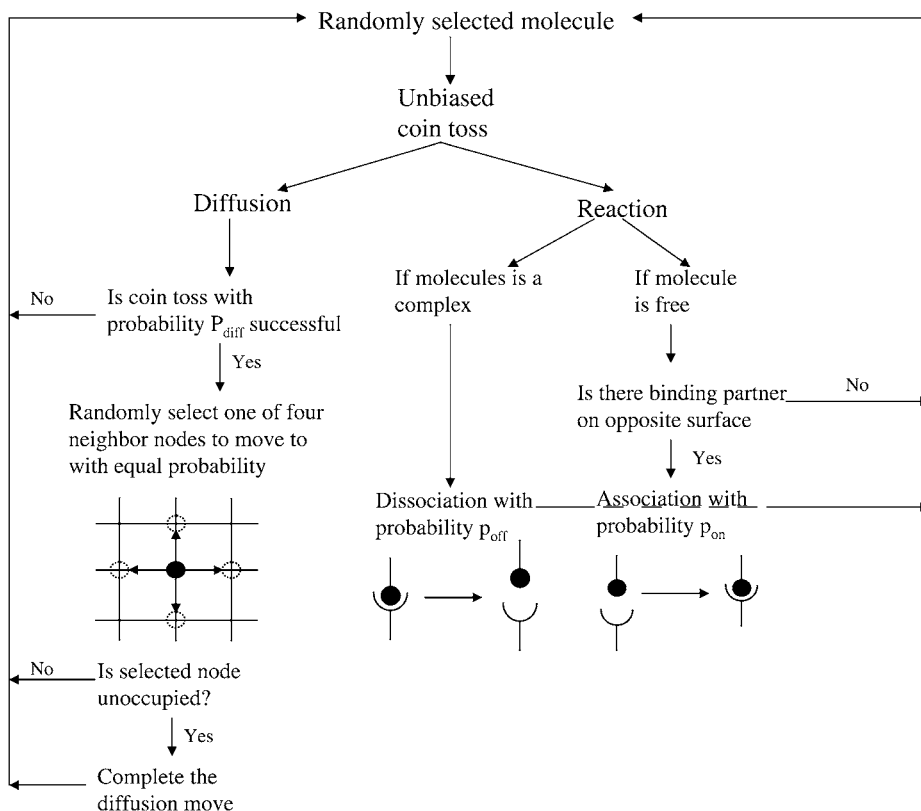 Randomly selected molecule
Unbiased
coin toss
Diffusion
Reaction
If molecules is a
complex
If molecule
is free
No
Is coin toss with
probability P_diff successful
Yes
Is there binding partner
on opposite surface
No
Randomly select one of four
neighbor nodes to move to
with equal probability
Yes
Dissociation with
probability p_off
Association with
probability p_on
No
Is selected node
unoccupied?
Yes
Complete the
diffusion move